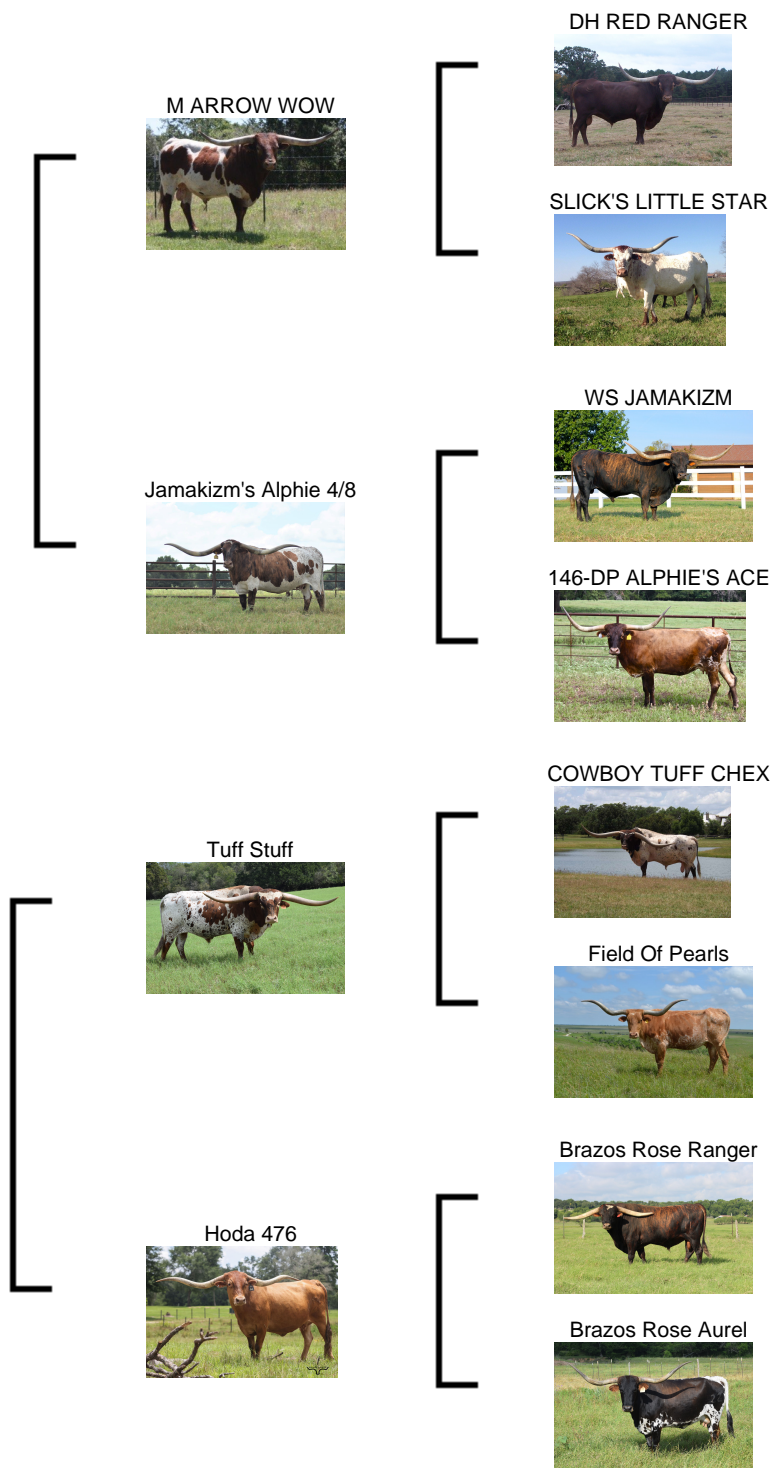 DH RED RANGER
M ARROW WOW
SLICK'S LITTLE STAR
WS JAMAKIZM
Jamakizm's Alphie 4/8
146-DP ALPHIE'S ACE
COWBOY TUFF CHEX
Tuff Stuff
Field Of Pearls
Brazos Rose Ranger
Hoda 476
Brazos Rose Aurel